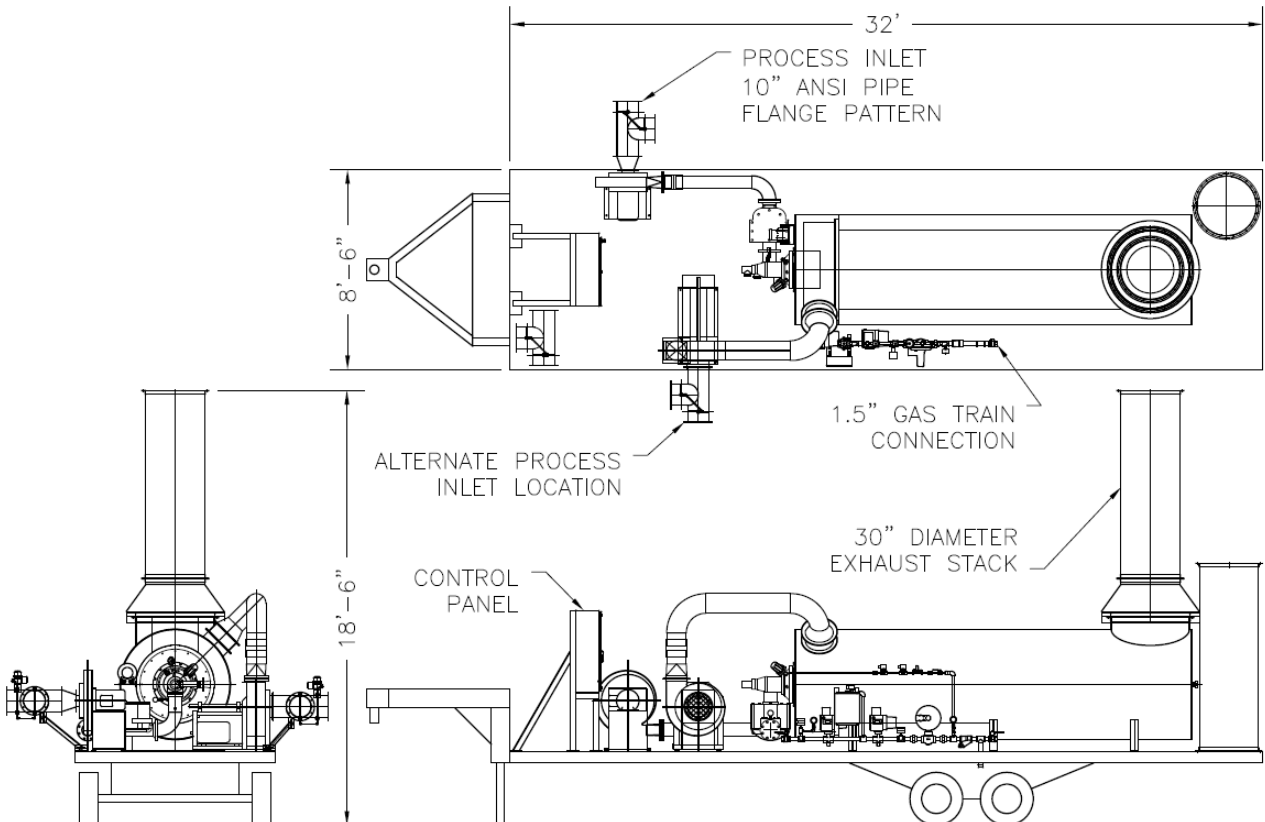 32'
PROCESS INLET
10” ANSI PIPE
FLANGE PATTERN
8'-6”
1.5” GAS TRAIN
CONNECTION
ALTERNATE PROCESS
INLET LOCATION
30” DIAMETER
EXHAUST STACK
CONTROL
PANEL
18'-6”